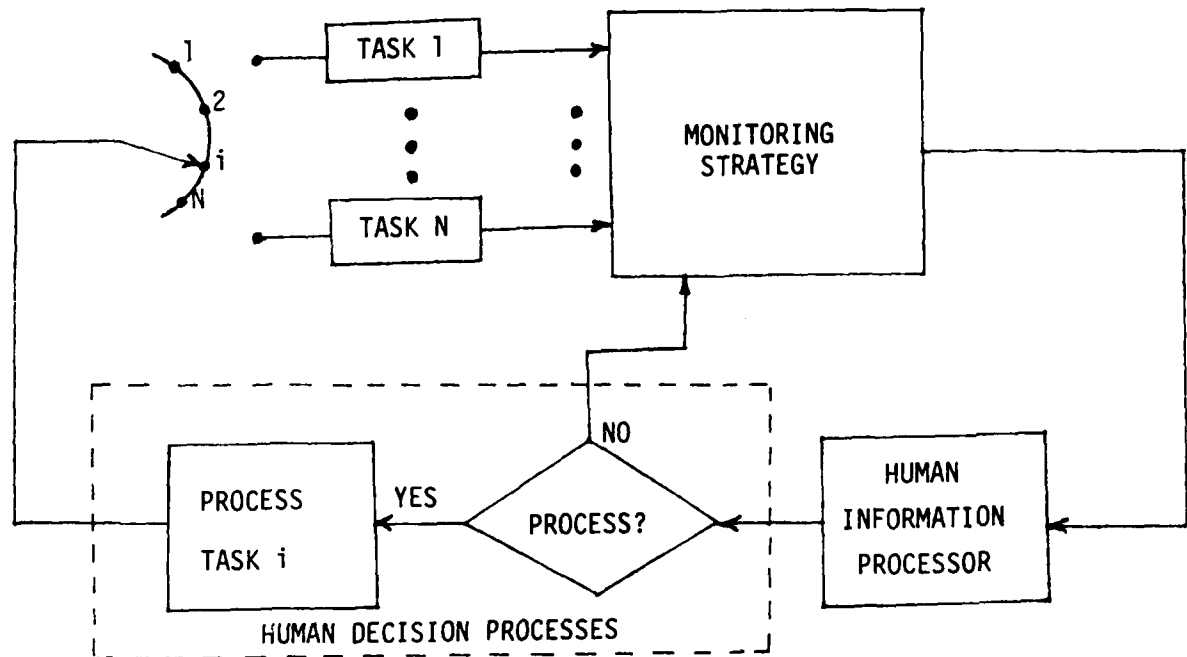 1
2
i
N
TASK 1
TASK N
MONITORING
STRATEGY
NO
YES
PROCESS
TASK i
PROCESS?
HUMAN
INFORMATION
PROCESSOR
HUMAN DECISION PROCESSES